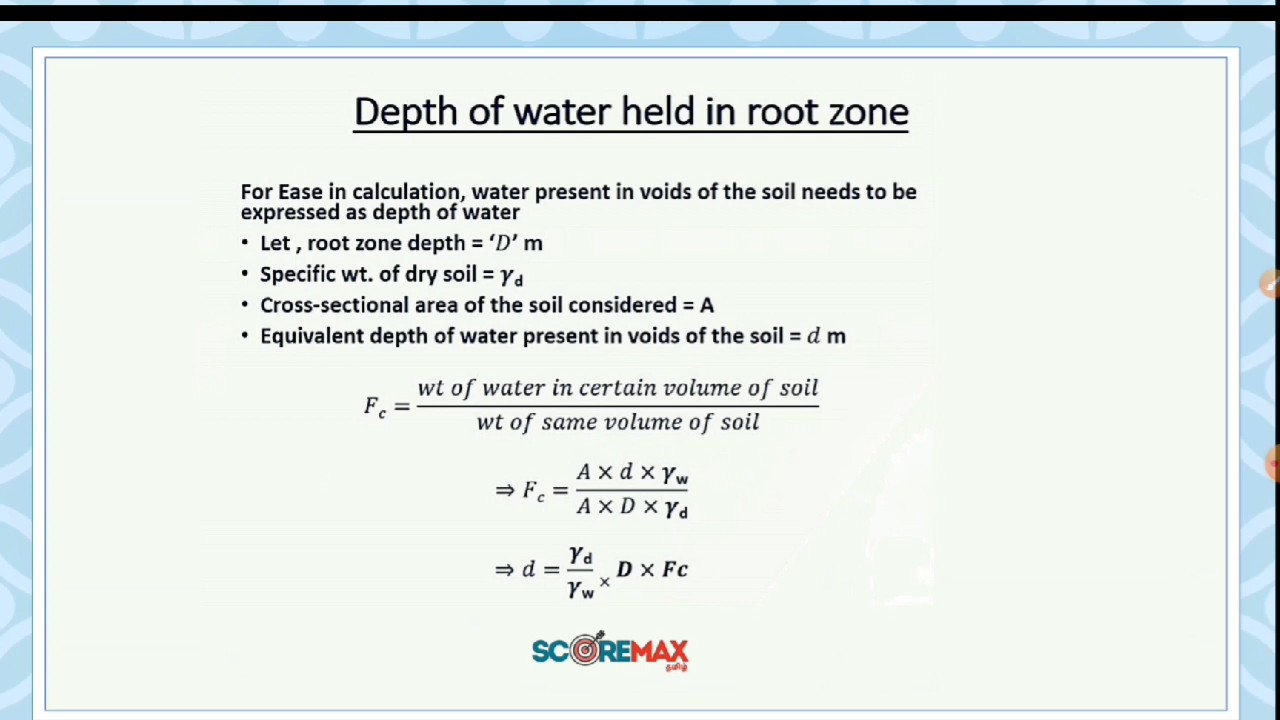 Depth of water held in root zone
For Ease in calculation, water present in voids of the soil needs to be
expressed as depth of water
• Let , root zone depth = ‘D’ m
• Specific wt. of dry soil = γd
• Cross-sectional area of the soil considered = A
• Equivalent depth of water present in voids of the soil = d m
Fc = wt of water in certain volume of soil / wt of same volume of soil
⇒ Fc = A × d × γw / A × D × γd
⇒ d = γd / γw × D × Fc
SCOREMAX
தமிழ்